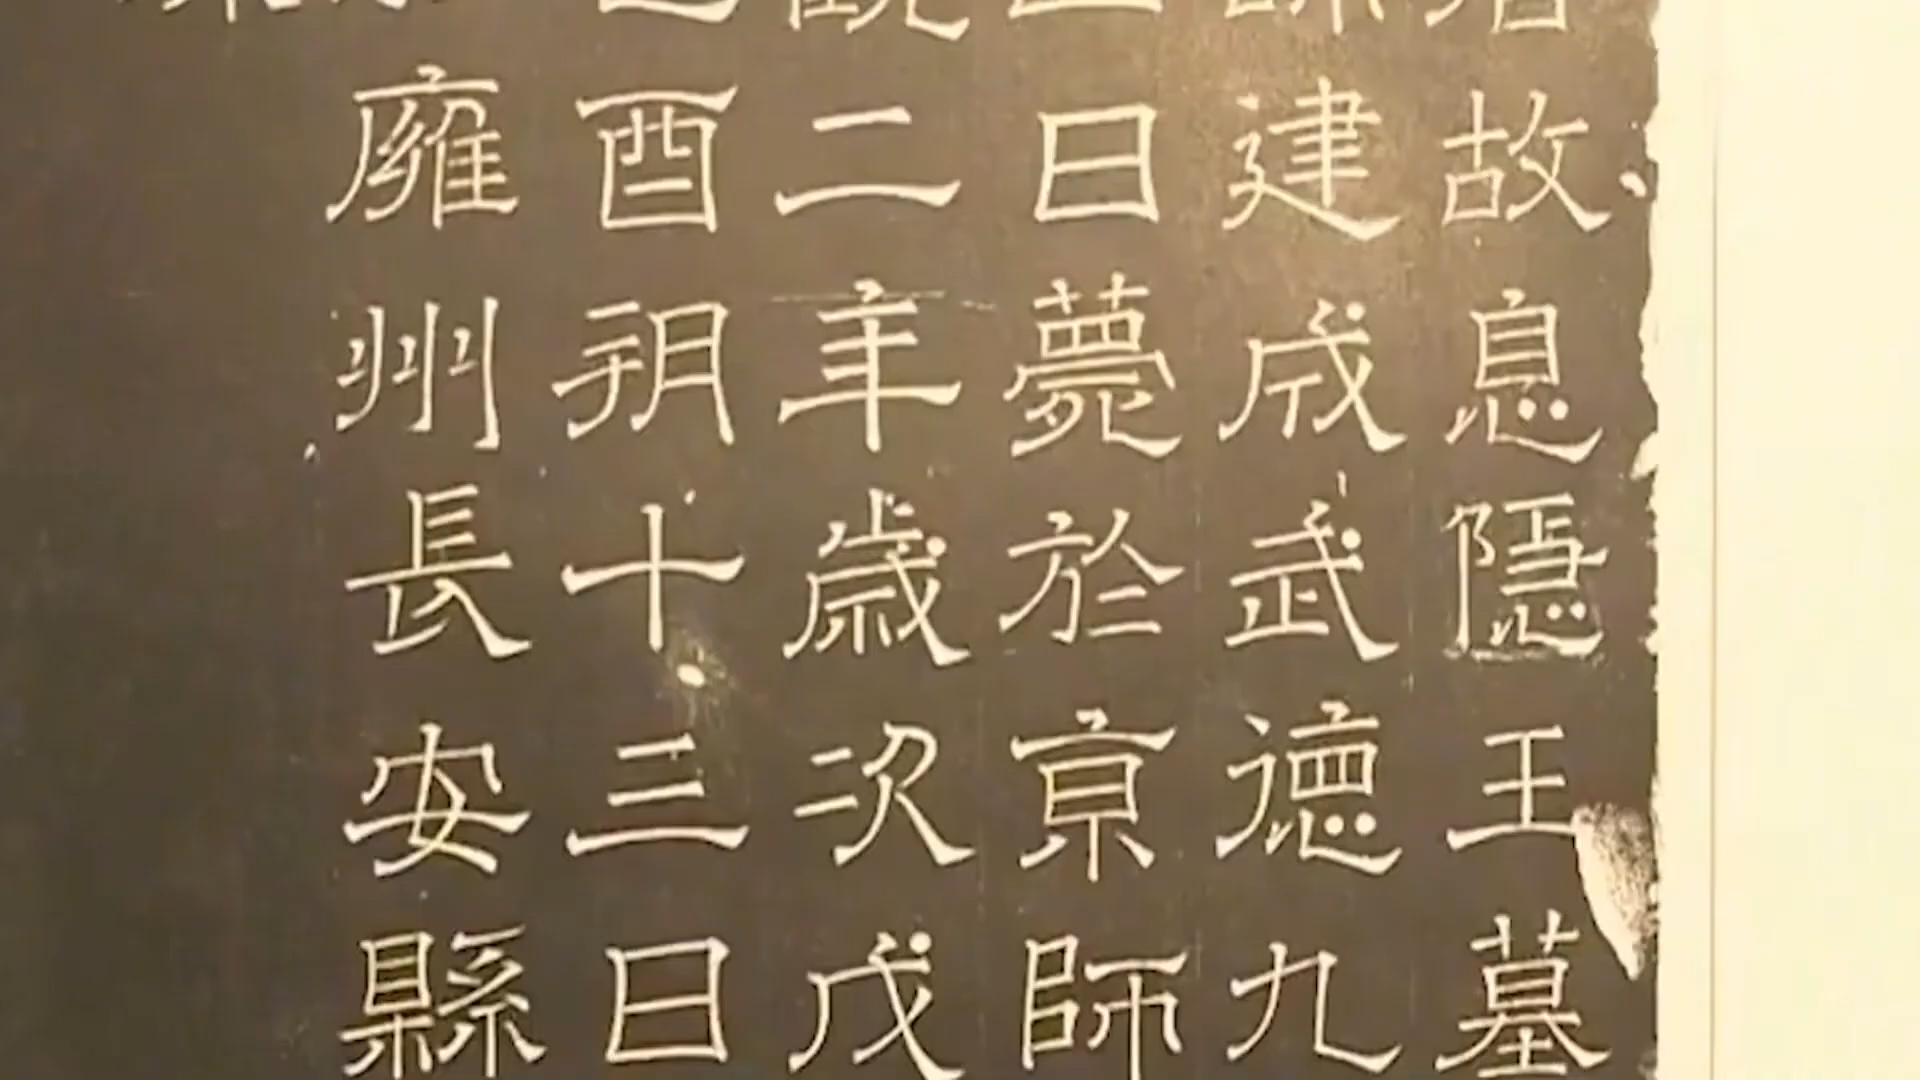 故息隱王墓
建成武德九
日薨於京師
二年歲次戊
酉朔十三日
雍州長安縣